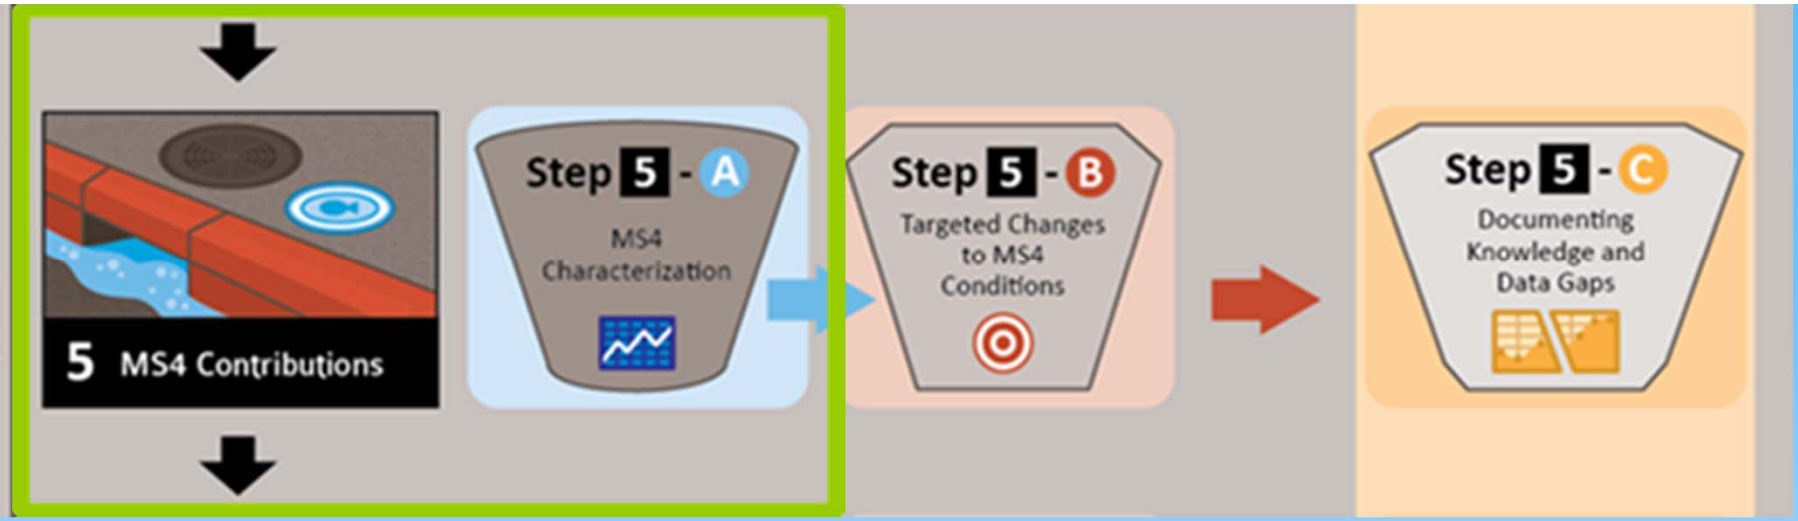 5 MS4 Contributions
Step 5 - A
MS4
Characterization
Step 5 - B
Targeted Changes
to MS4
Conditions
Step 5 - C
Documenting
Knowledge and
Data Gaps